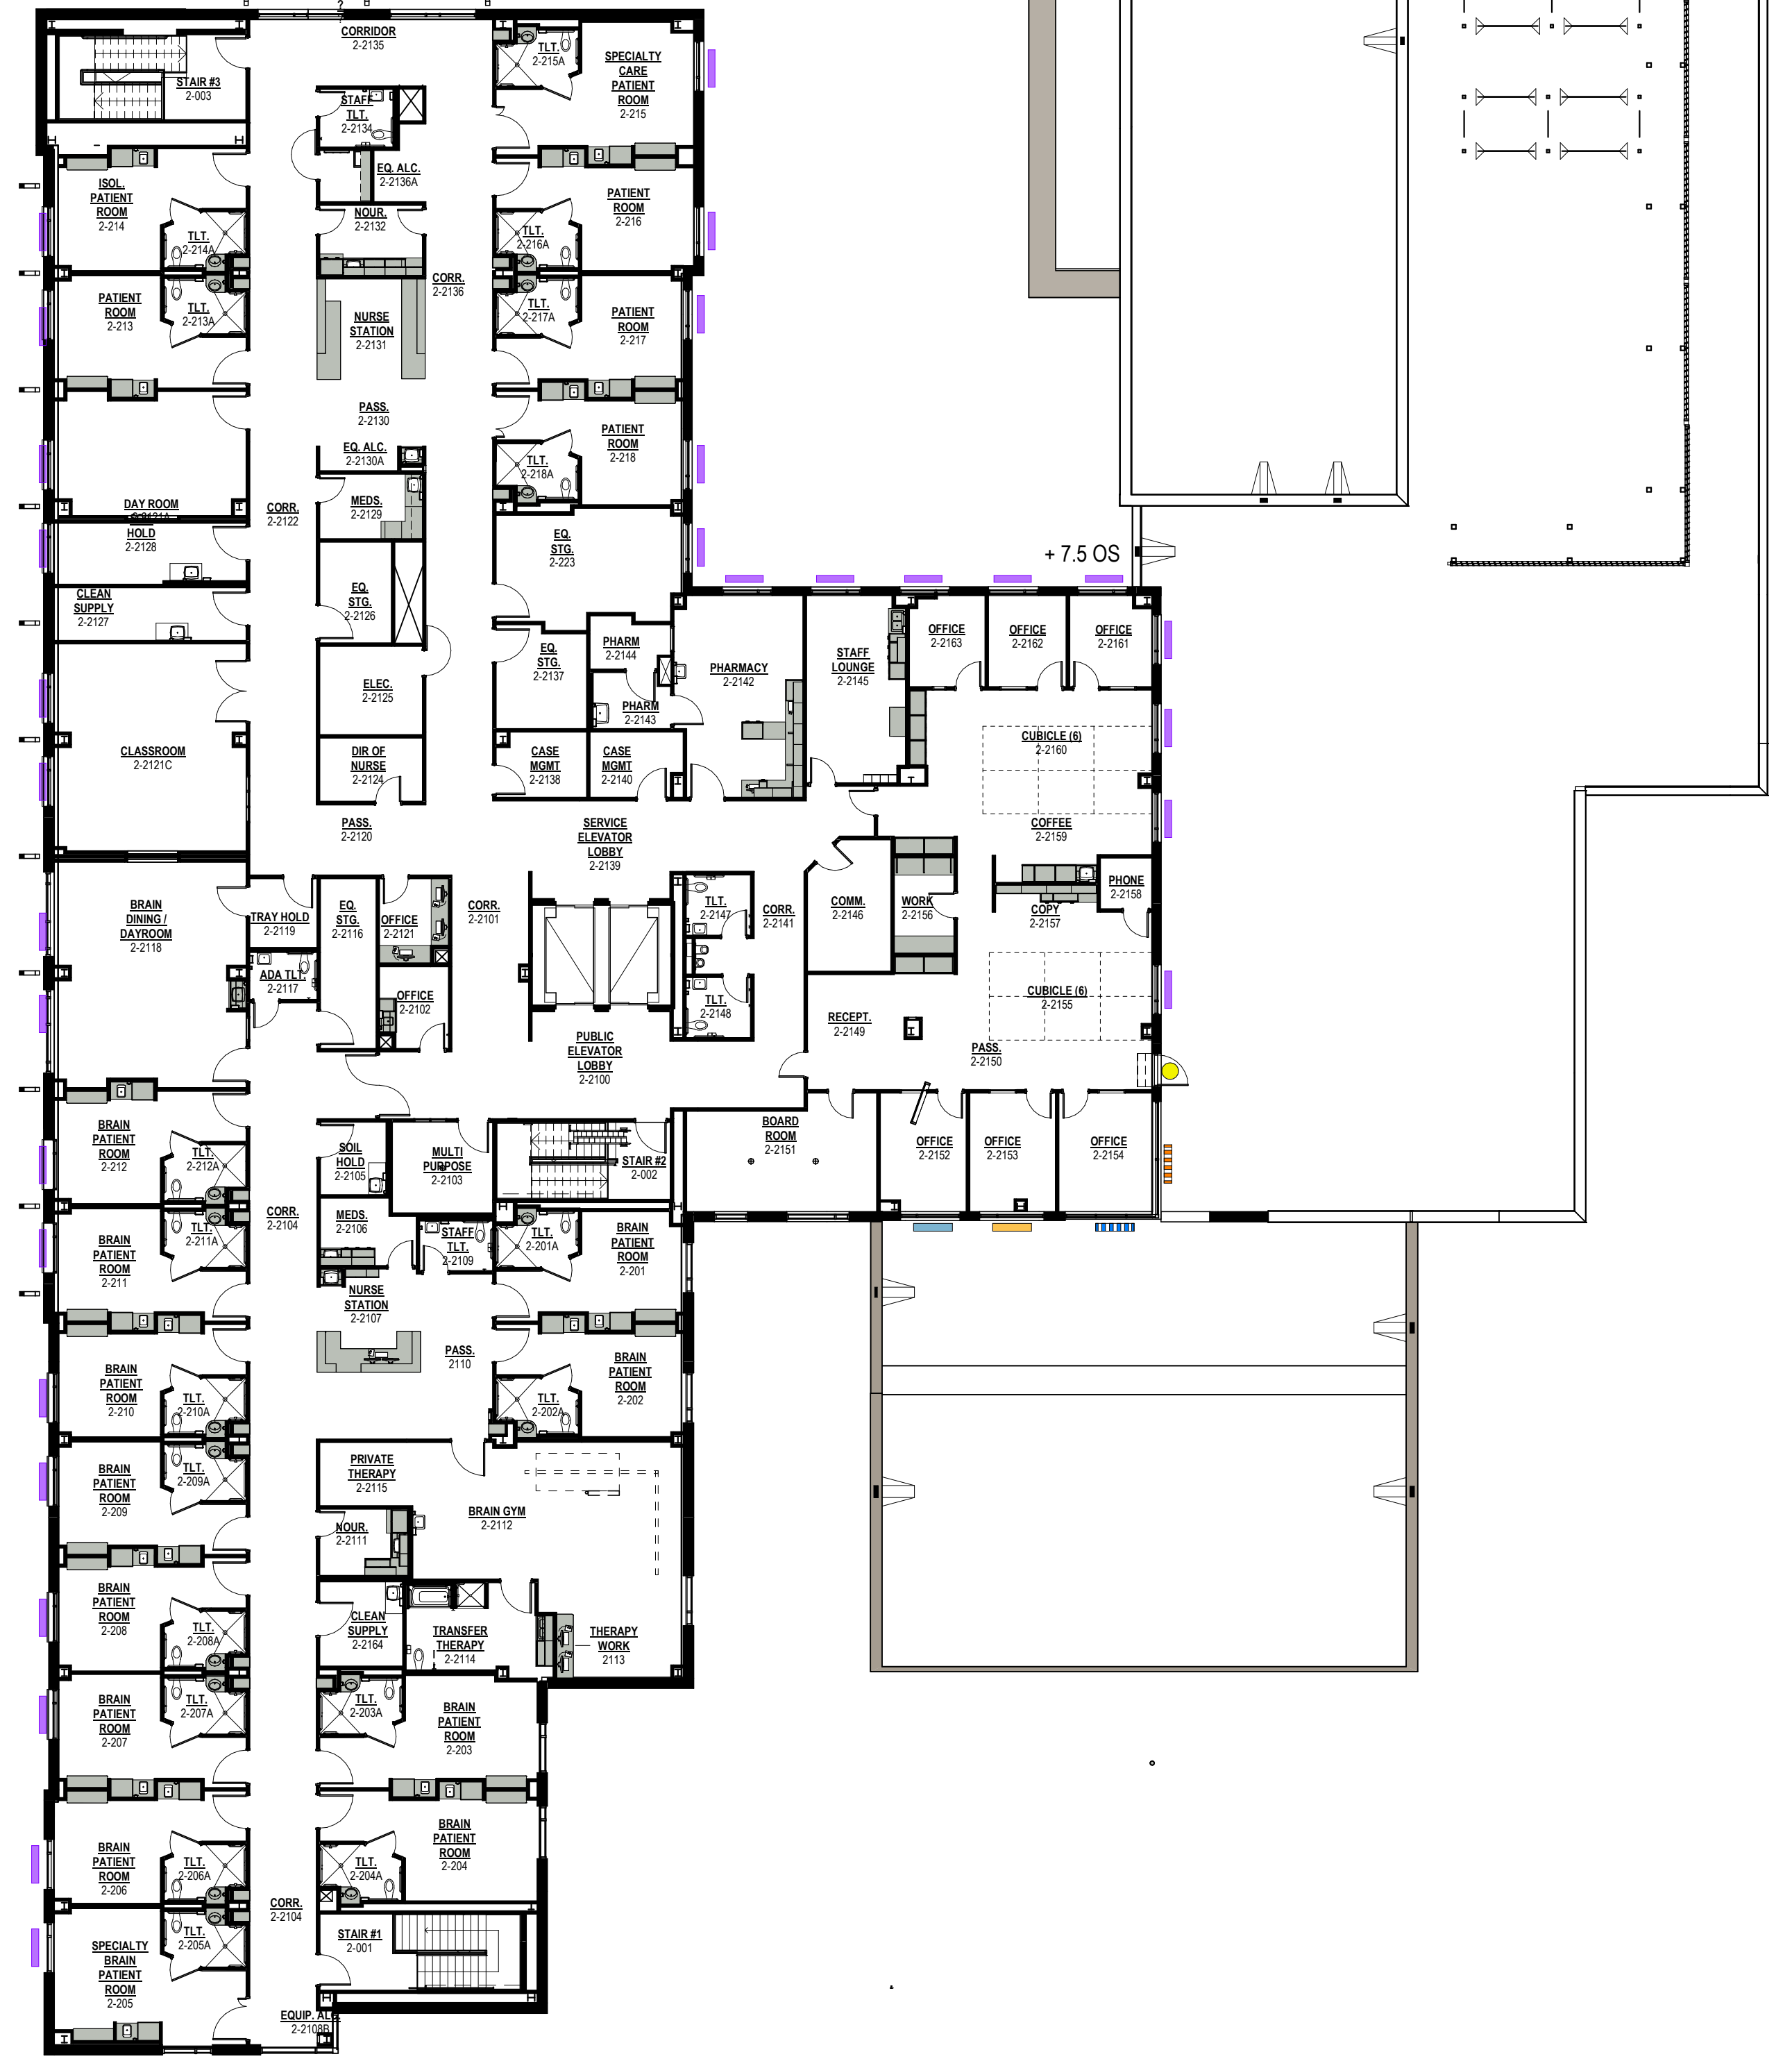 ?
?
CORRIDOR
2-2135
STAIR #3
2-003
TLT.
2-215A
SPECIALTY
CARE
PATIENT
ROOM
2-215
STAFF
TLT.
2-2134
EQ. ALC.
2-2136A
ISOL.
PATIENT
ROOM
2-214
TLT.
2-214A
NOUR.
2-2132
TLT.
2-216A
PATIENT
ROOM
2-216
CORR.
2-2136
PATIENT
ROOM
2-213
TLT.
2-213A
NURSE
STATION
2-2131
TLT.
2-217A
PATIENT
ROOM
2-217
PASS.
2-2130
EQ. ALC.
2-2130A
TLT.
2-218A
PATIENT
ROOM
2-218
DAY ROOM
2-2121A
HOLD
2-2128
CORR.
2-2122
MEDS.
2-2129
EQ.
STG.
2-223
+ 7.5 OS
CLEAN
SUPPLY
2-2127
EQ.
STG.
2-2126
ELEC.
2-2125
EQ.
STG.
2-2137
PHARM
2-2144
PHARM
2-2143
PHARMACY
2-2142
STAFF
LOUNGE
2-2145
OFFICE
2-2163
OFFICE
2-2162
OFFICE
2-2161
CLASSROOM
2-2121C
DIR OF
NURSE
2-2124
CASE
MGMT
2-2138
CASE
MGMT
2-2140
CUBICLE (6)
2-2160
PASS.
2-2120
SERVICE
ELEVATOR
LOBBY
2-2139
COFFEE
2-2159
BRAIN
DINING /
DAYROOM
2-2118
TRAY HOLD
2-2119
EQ.
STG.
2-2116
OFFICE
2-2121
CORR.
2-2101
TLT.
2-2147
CORR.
2-2141
COMM.
2-2146
WORK
2-2156
COPY
2-2157
PHONE
2-2158
ADA TLT.
2-2117
OFFICE
2-2102
TLT.
2-2148
CUBICLE (6)
2-2155
RECEPT.
2-2149
PUBLIC
ELEVATOR
LOBBY
2-2100
PASS.
2-2150
BRAIN
PATIENT
ROOM
2-212
TLT.
2-212A
SOIL
HOLD
2-2105
MULTI
PURPOSE
2-2103
STAIR #2
2-002
BOARD
ROOM
2-2151
OFFICE
2-2152
OFFICE
2-2153
OFFICE
2-2154
BRAIN
PATIENT
ROOM
2-211
TLT.
2-211A
CORR.
2-2104
MEDS.
2-2106
STAFF
TLT.
2-2109
TLT.
2-201A
BRAIN
PATIENT
ROOM
2-201
NURSE
STATION
2-2107
PASS.
2110
BRAIN
PATIENT
ROOM
2-210
TLT.
2-210A
TLT.
2-202A
BRAIN
PATIENT
ROOM
2-202
BRAIN
PATIENT
ROOM
2-209
TLT.
2-209A
PRIVATE
THERAPY
2-2115
BRAIN GYM
2-2112
NOUR.
2-2111
BRAIN
PATIENT
ROOM
2-208
TLT.
2-208A
CLEAN
SUPPLY
2-2164
TRANSFER
THERAPY
2-2114
THERAPY
WORK
2113
BRAIN
PATIENT
ROOM
2-207
TLT.
2-207A
TLT.
2-203A
BRAIN
PATIENT
ROOM
2-203
BRAIN
PATIENT
ROOM
2-206
TLT.
2-206A
TLT.
2-204A
BRAIN
PATIENT
ROOM
2-204
CORR.
2-2104
SPECIALTY
BRAIN
PATIENT
ROOM
2-205
TLT.
2-205A
STAIR #1
2-001
EQUIP. ALC.
2-2108B